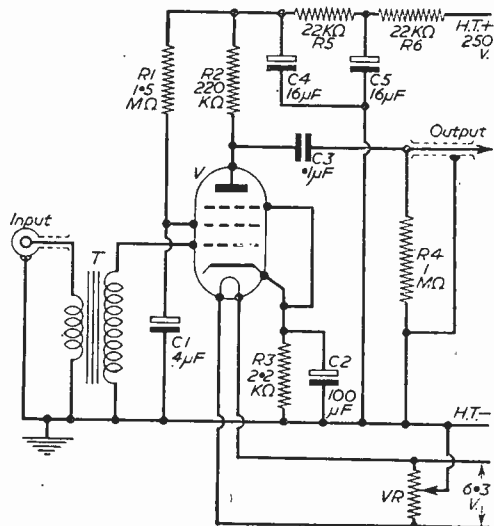 22KΩ
R5
22KΩ
R6
H.T.+
250
V.
R1
1·5
MΩ
R2
220
KΩ
C4
16μF
C5
16μF
V
C3
·1μF
Output
Input
T
R4
1
MΩ
C1
4μF
R3
2·2
KΩ
C2
100
μF
H.T.−
VR
6·3
V.